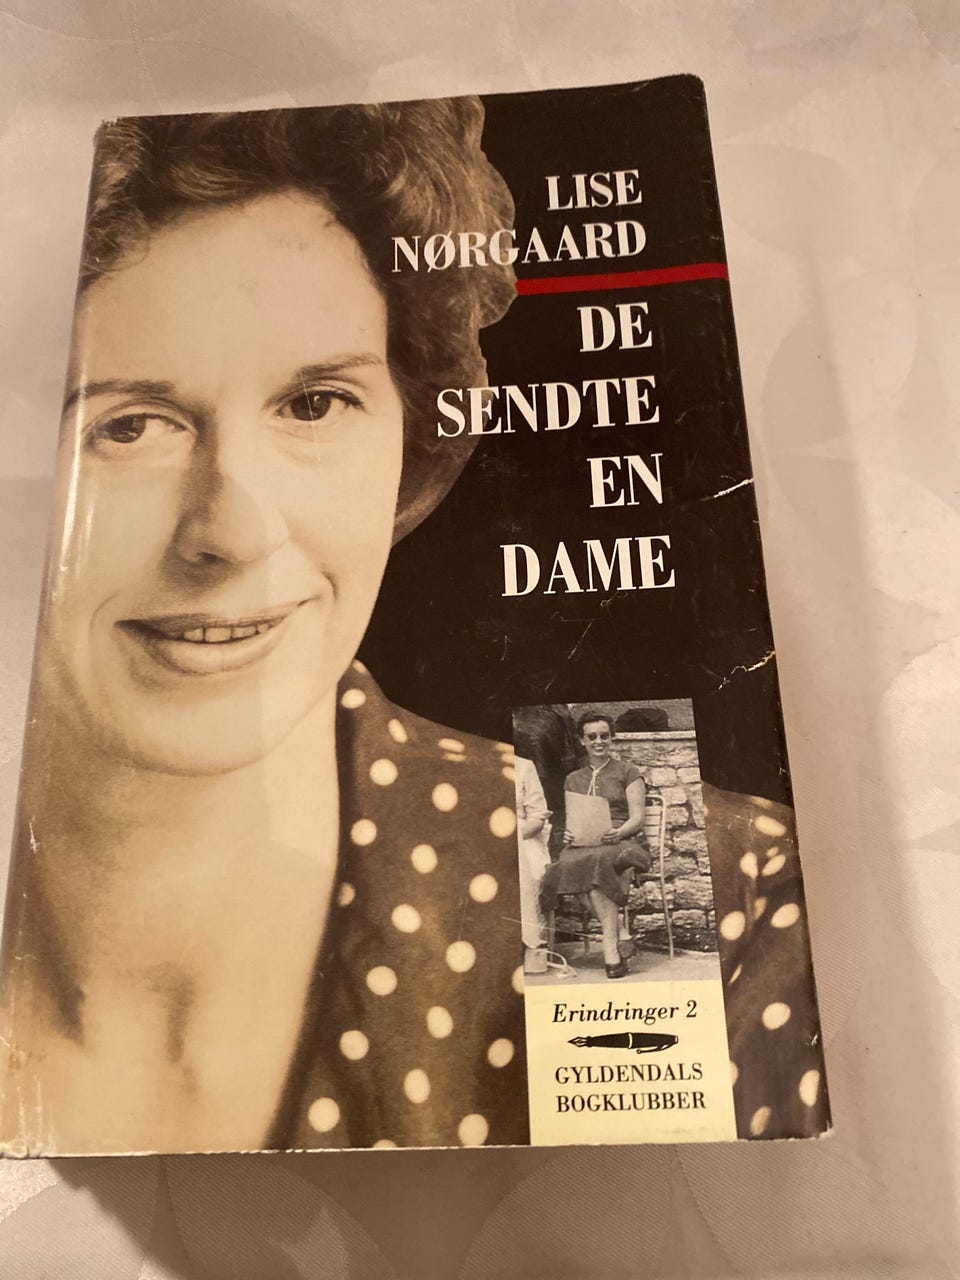 LISE
NØRGAARD
DE
SENDTE
EN
DAME
Erindringer 2
GYLDENDALS
BOGKLUBBER